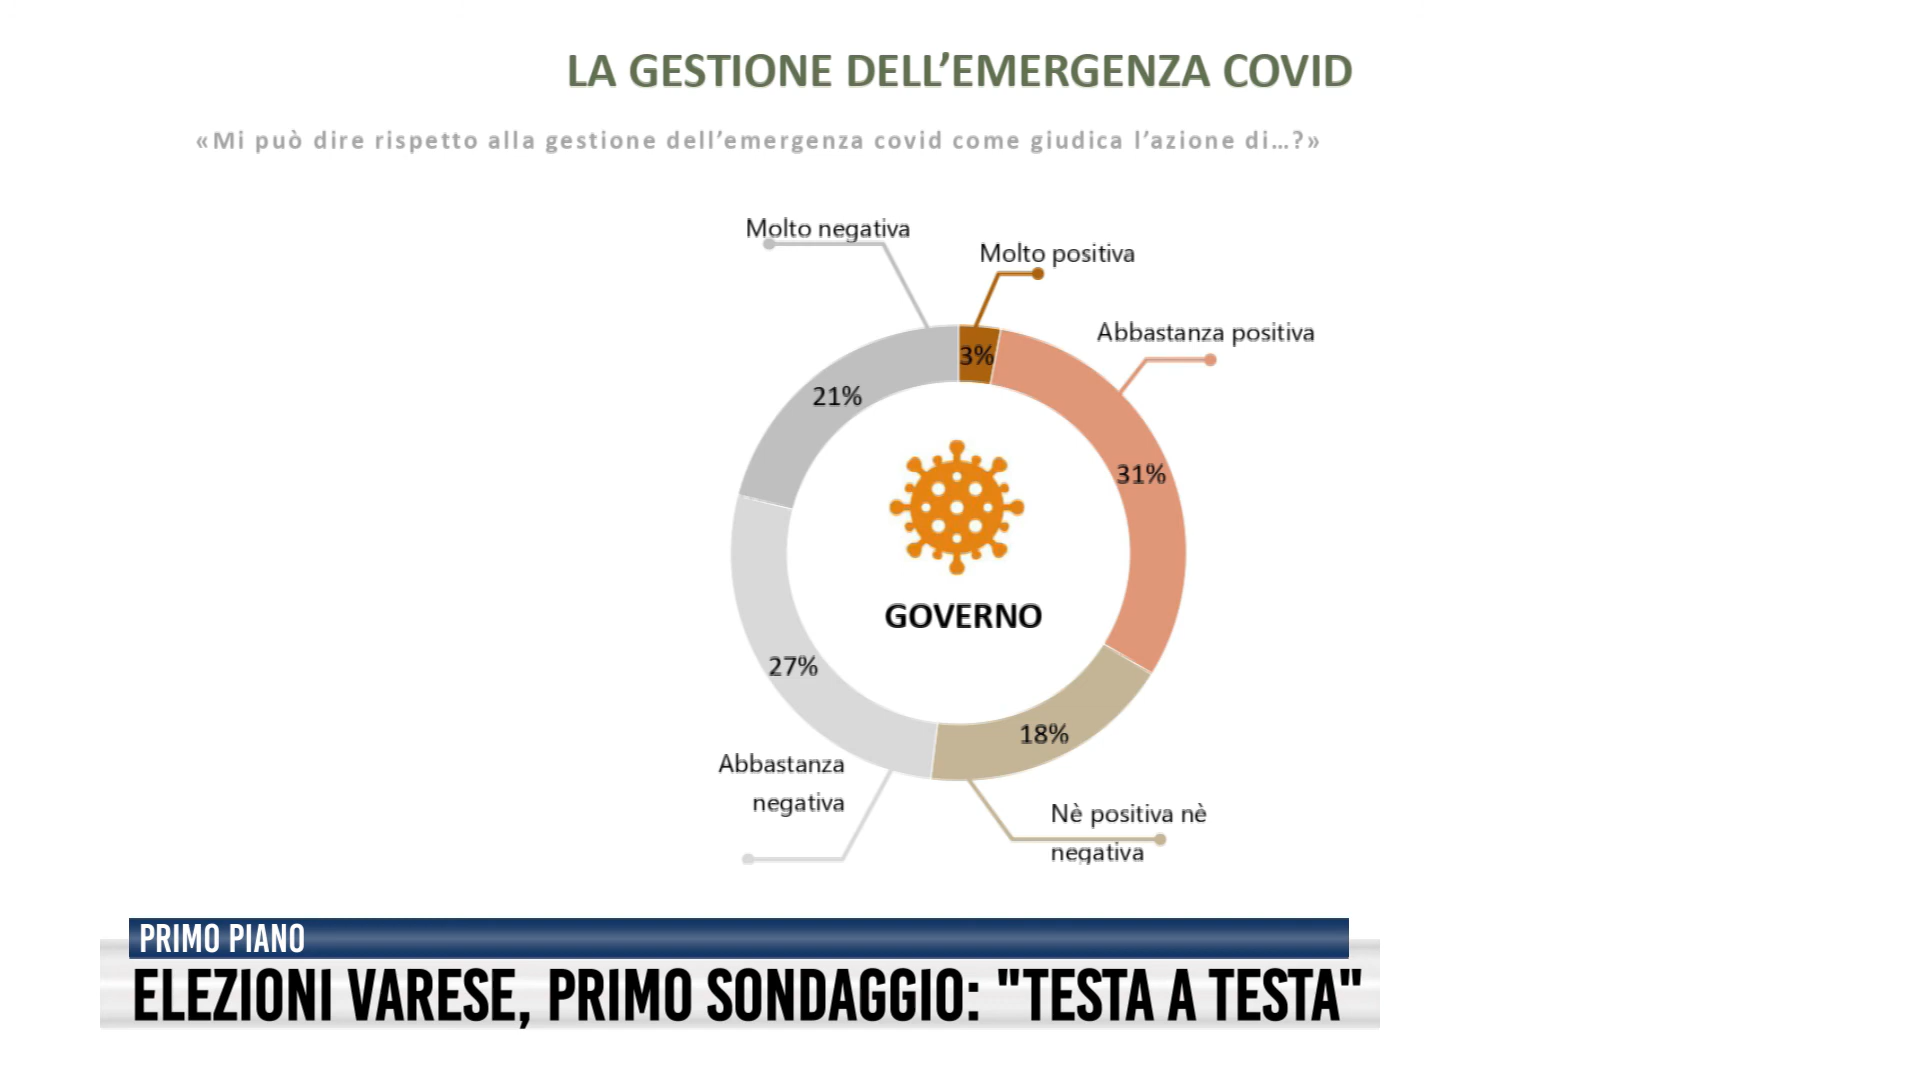 LA GESTIONE DELL’EMERGENZA COVID
«Mi può dire rispetto alla gestione dell’emergenza covid come giudica l’azione di...?»
Molto negativa
Molto positiva
Abbastanza positiva
3%
21%
31%
GOVERNO
27%
18%
Abbastanza
negativa
Nè positiva nè
negativa
PRIMO PIANO
ELEZIONI VARESE, PRIMO SONDAGGIO: "TESTA A TESTA"